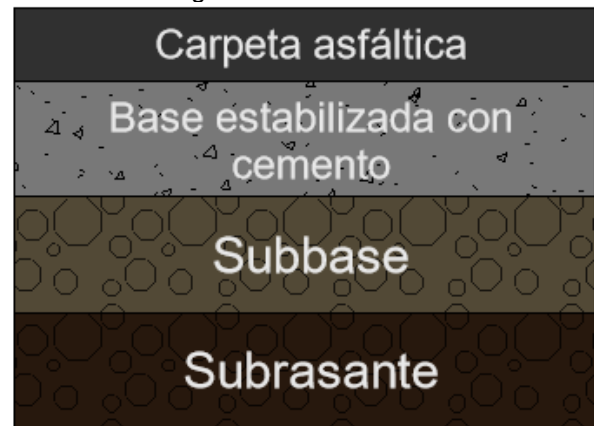 Carpeta asfáltica
Base estabilizada con
cemento
Subbase
Subrasante